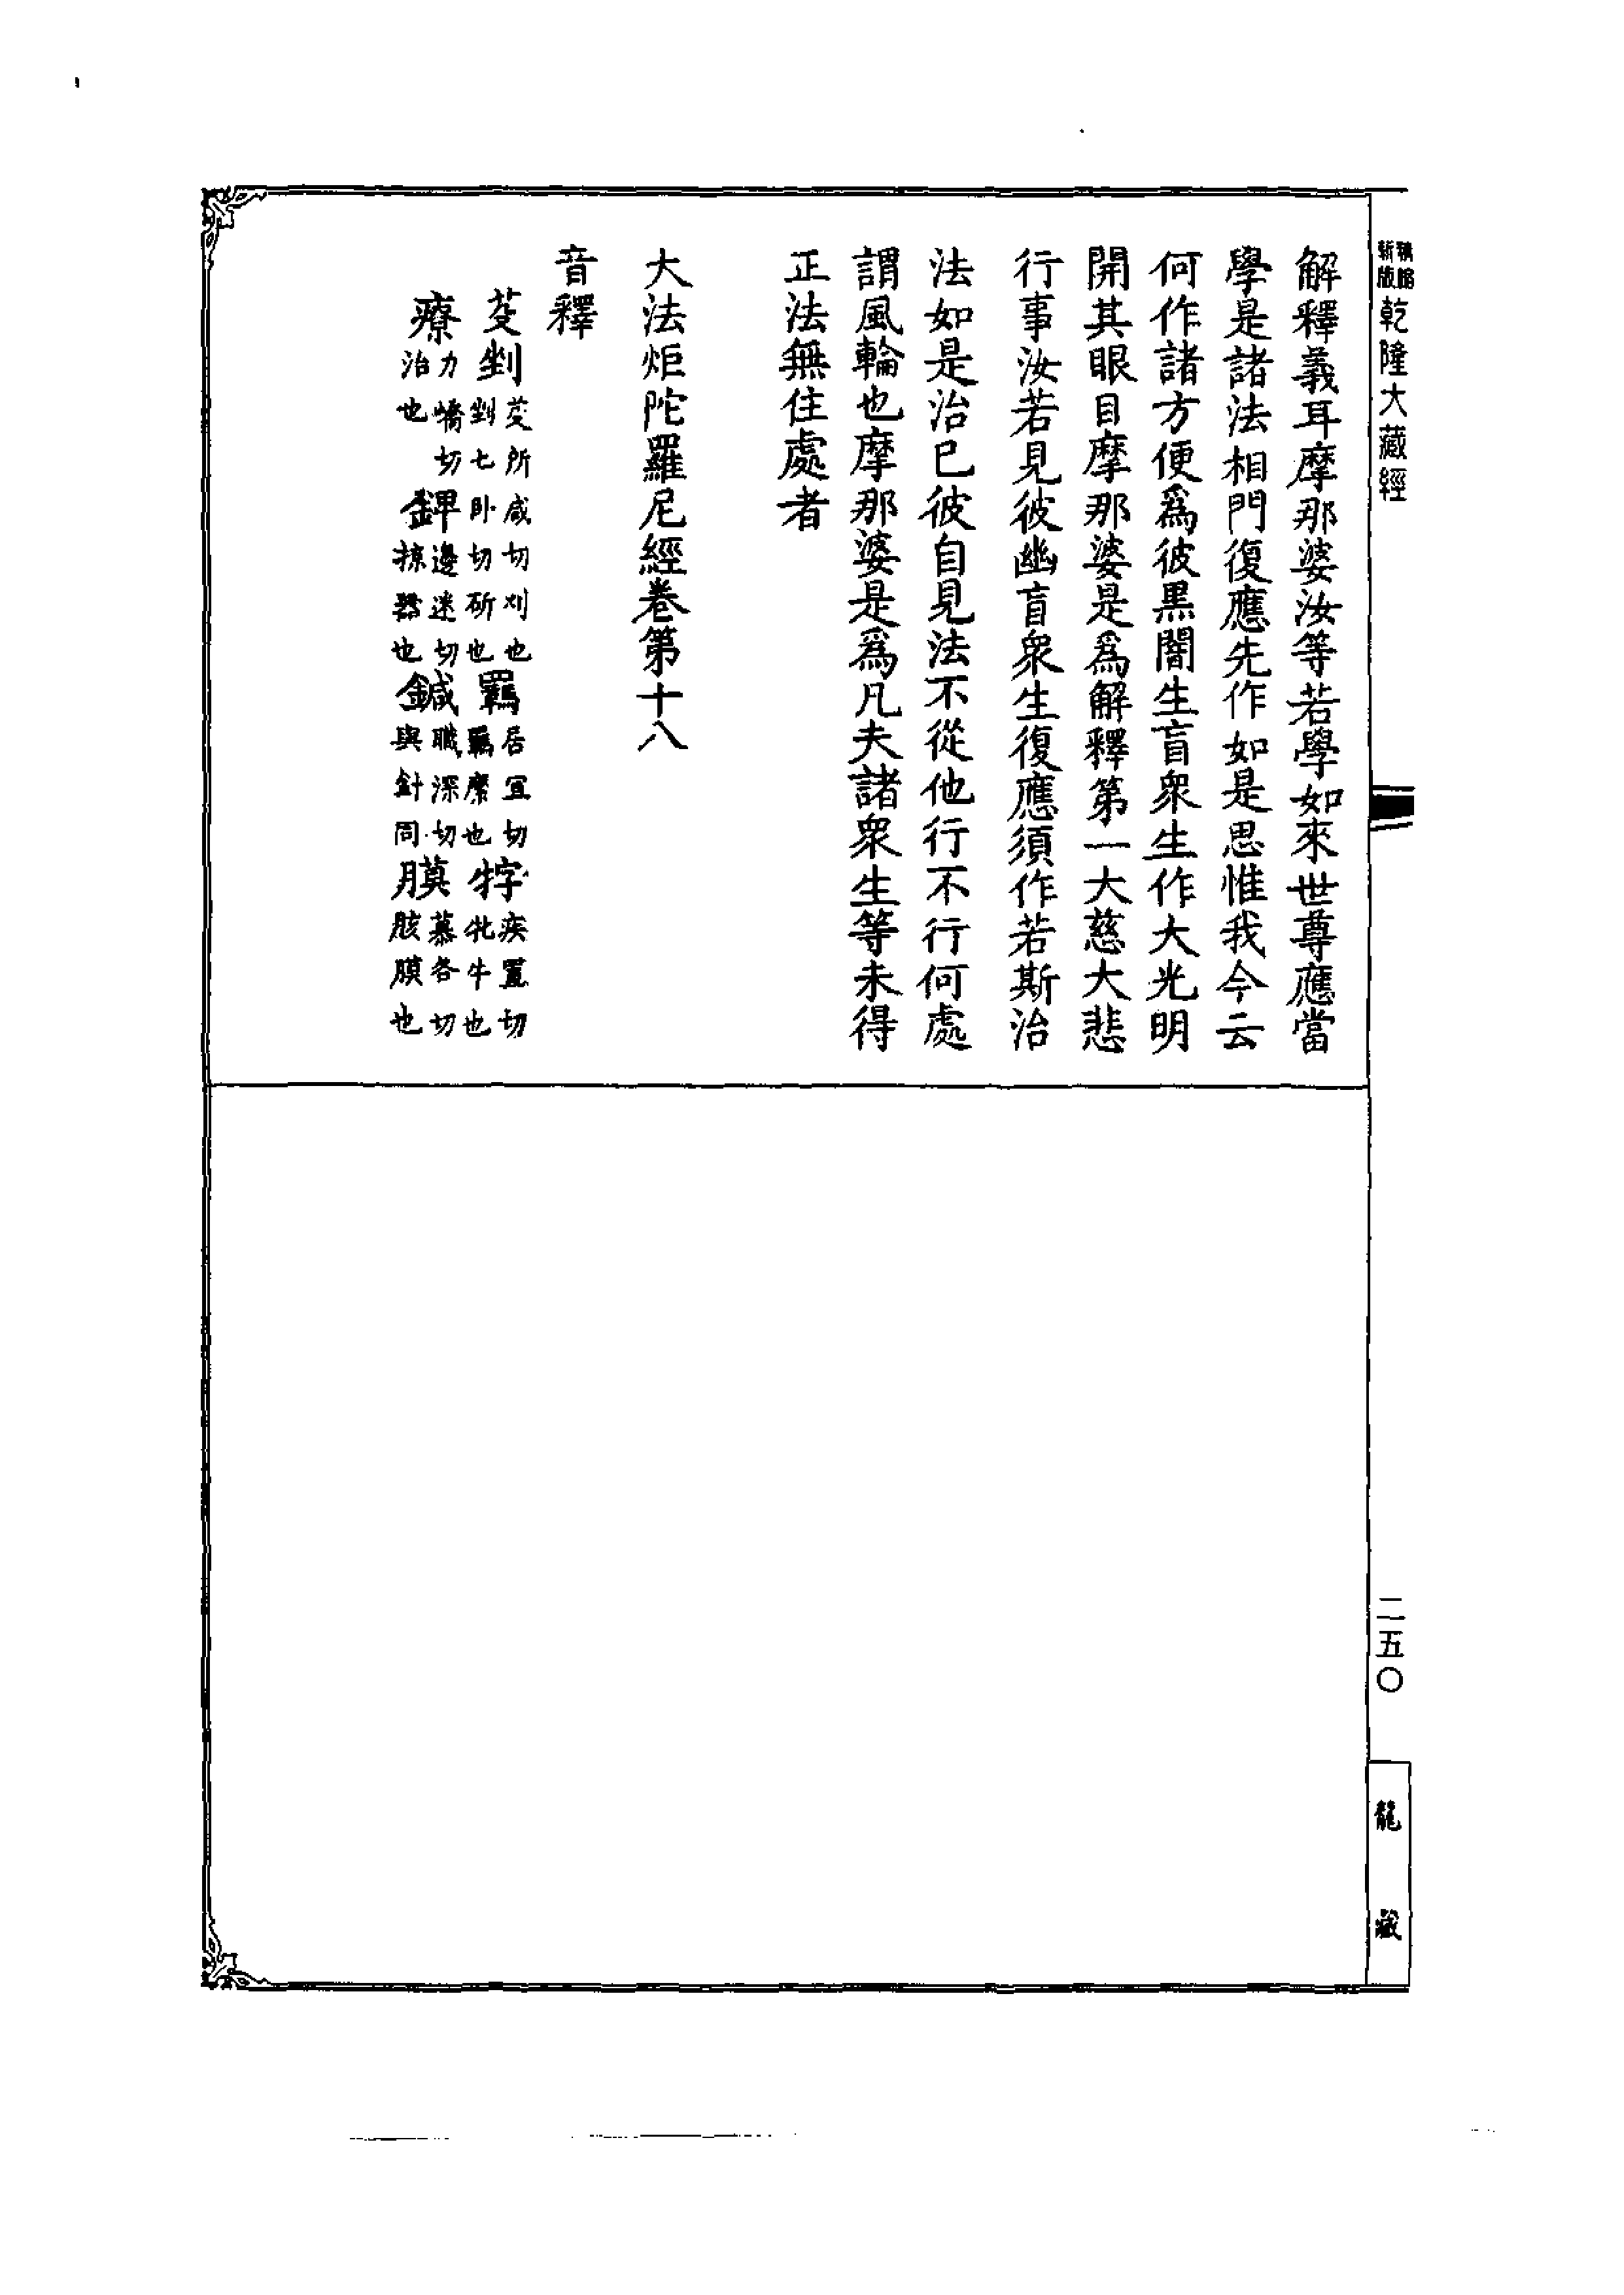 新版
精縮
乾隆大藏經
解釋義耳摩那婆汝等若學如來世尊應當
學是諸法相門復應先作如是思惟我今云
何作諸方便爲彼黑闇生盲衆生作大光明
開其眼目摩那婆是爲解釋第一大慈大悲
行事汝若見彼幽盲衆生復應須作若斯治
法如是治已彼自見法不從他行不行何處
謂風輪也摩那婆是爲凡夫諸衆生等未得
正法無住處者
大法炬陀羅尼經卷第十八
音釋
芟剉芟所咸切刈也剉七卧切斫也羈居宜切羈縻也牸疾置切牝牛也
療力嶠切治也錍邊迷切掠器也鍼職深切與針同膜慕各切肢膜也
二五〇
龍藏